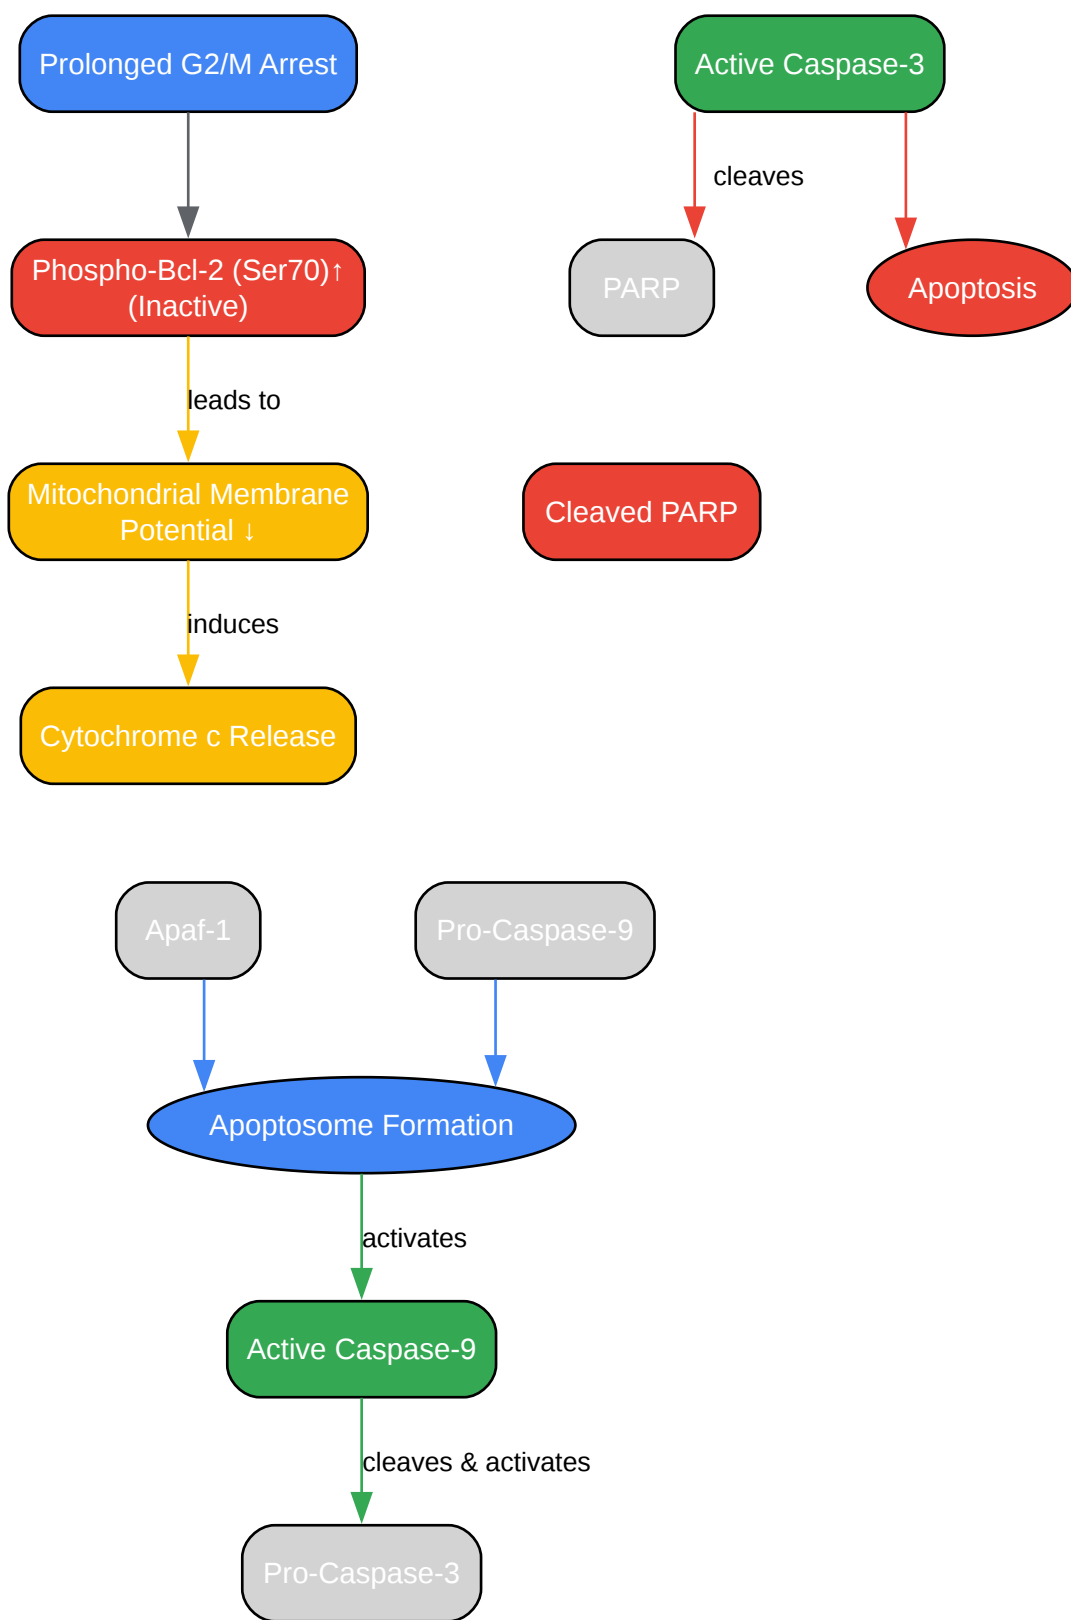 Prolonged G2/M Arrest
Active Caspase-3
cleaves
Phospho-Bcl-2 (Ser70)↑
(Inactive)
PARP
Apoptosis
leads to
Mitochondrial Membrane
Potential ↓
Cleaved PARP
induces
Cytochrome c Release
Apaf-1
Pro-Caspase-9
Apoptosome Formation
activates
Active Caspase-9
cleaves & activates
Pro-Caspase-3